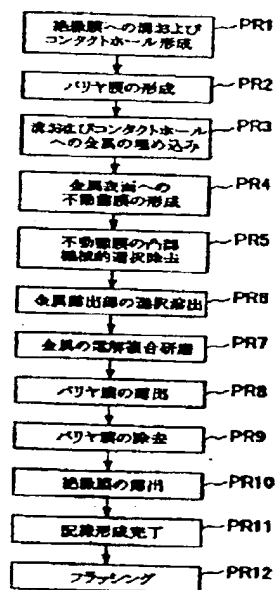 絶縁膜への溝および
コンタクトホール形成
PR1
バリヤ膜の形成
PR2
溝およびコンタクトホール
への金属の埋め込み
PR3
金属表面への
不動態膜の形成
PR4
不動態膜の凸部
機械的選択除去
PR5
金属露出部の選択溶出
PR6
金属の電解複合研磨
PR7
バリヤ膜の露出
PR8
バリヤ膜の除去
PR9
絶縁膜の露出
PR10
配線形成完了
PR11
フラッシング
PR12